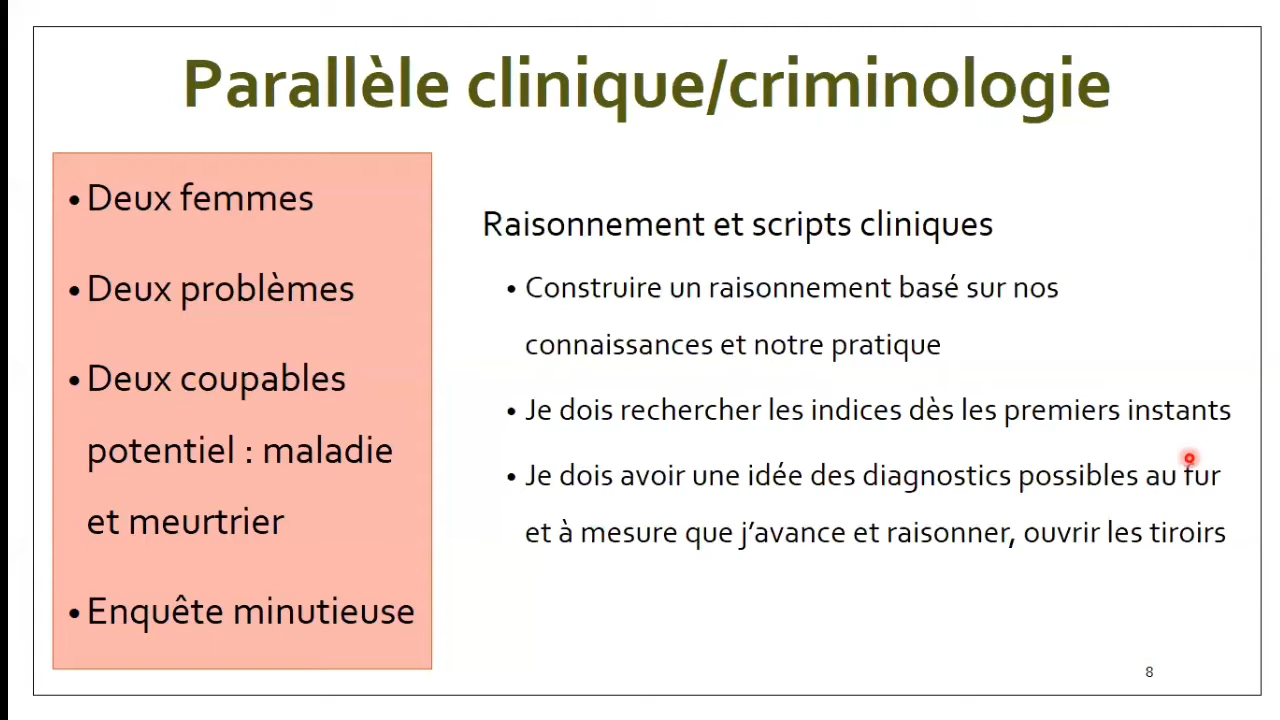 Parallèle clinique/criminologie
• Deux femmes
• Deux problèmes
• Deux coupables
potentiel : maladie
et meurtrier
• Enquête minutieuse
Raisonnement et scripts cliniques
• Construire un raisonnement basé sur nos
connaissances et notre pratique
• Je dois rechercher les indices dès les premiers instants
• Je dois avoir une idée des diagnostics possibles au fur
et à mesure que j’avance et raisonner, ouvrir les tiroirs
8